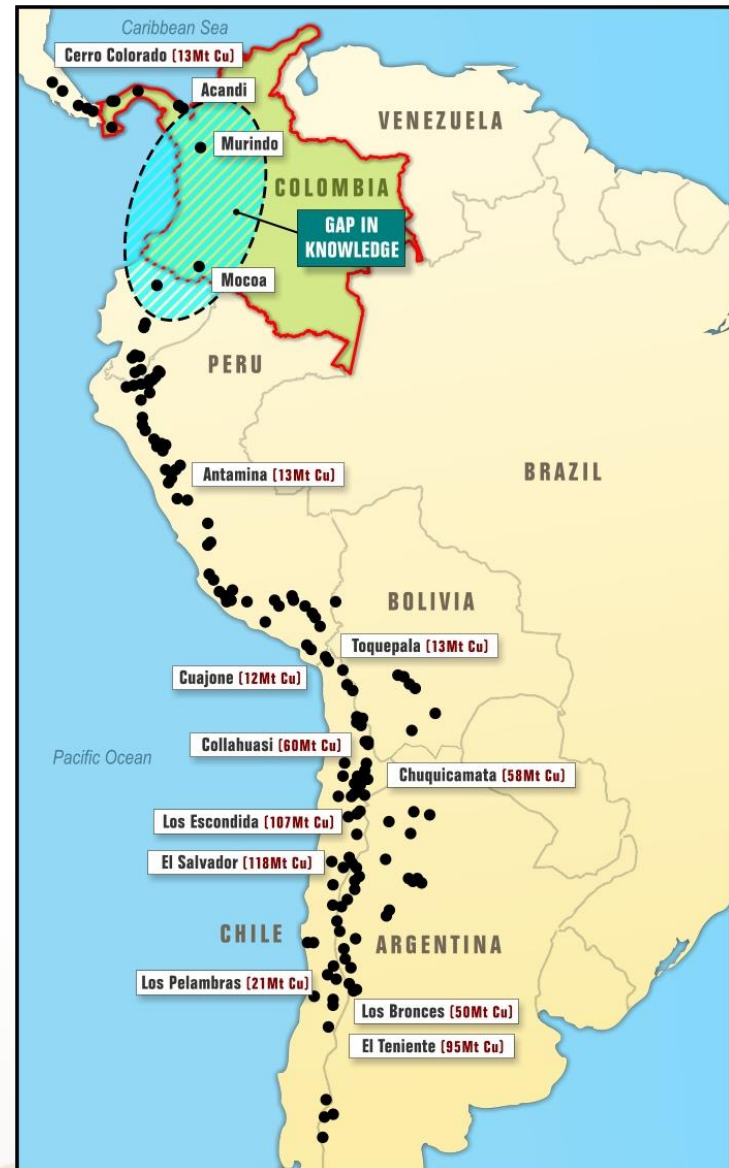 Caribbean Sea
Cerro Colorado (13Mt Cu)
Acandi
VENEZUELA
Murindo
COLOMBIA
GAP IN
KNOWLEDGE
Mocoa
PERU
Antamina (13Mt Cu)
BRAZIL
BOLIVIA
Toquepala (13Mt Cu)
Cuajone (12Mt Cu)
Collahuasi (60Mt Cu)
Pacific Ocean
Chuquicamata (58Mt Cu)
Los Escondida (107Mt Cu)
El Salvador (118Mt Cu)
CHILE
ARGENTINA
Los Pelambras (21Mt Cu)
Los Bronces (50Mt Cu)
El Teniente (95Mt Cu)